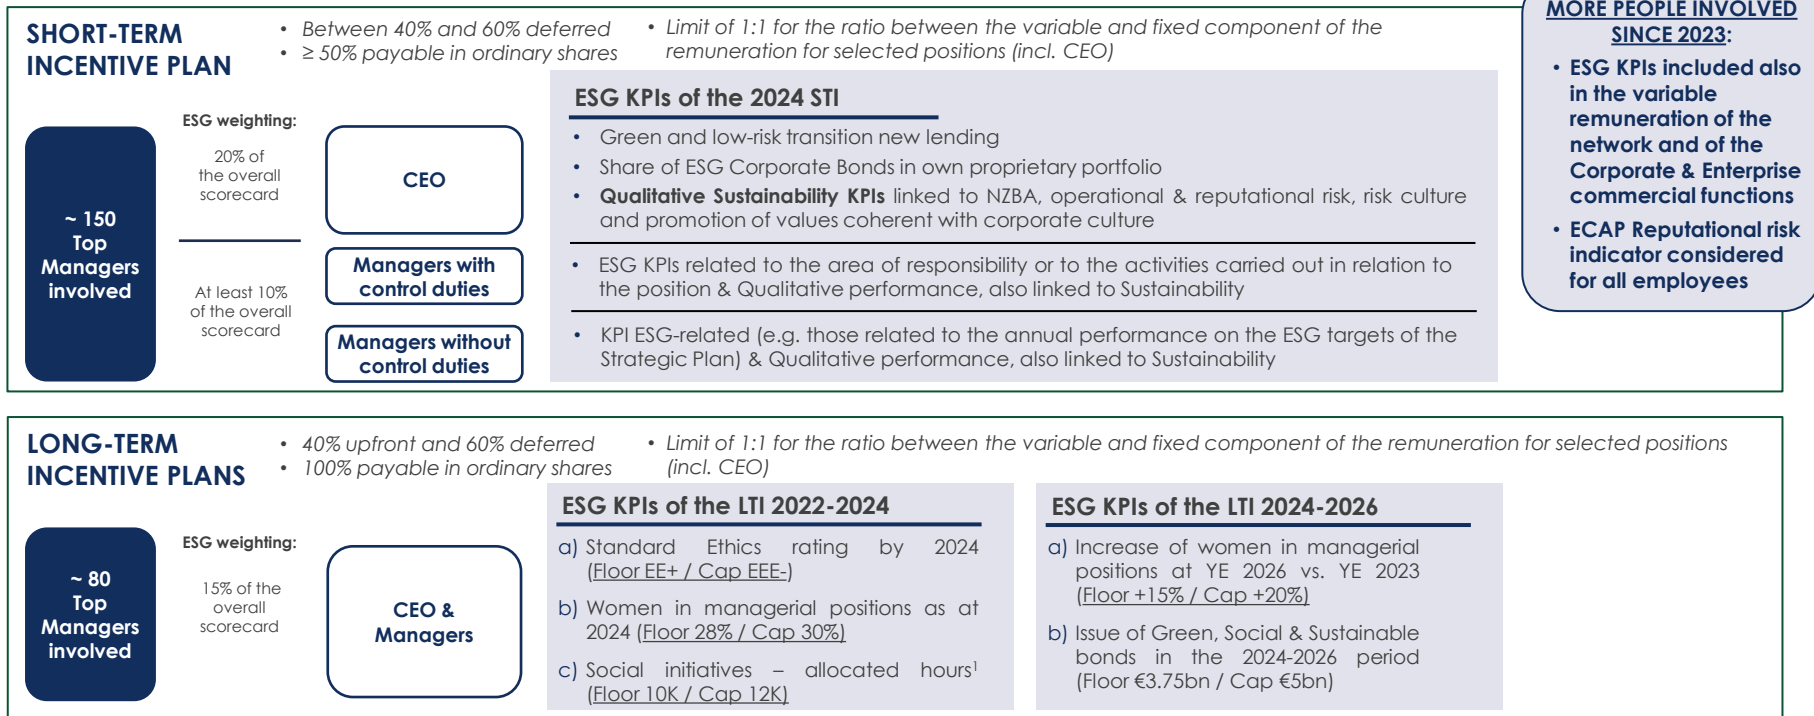 SHORT-TERM
INCENTIVE PLAN
• Between 40% and 60% deferred
• ≥ 50% payable in ordinary shares
• Limit of 1:1 for the ratio between the variable and fixed component of the
remuneration for selected positions (incl. CEO)
~ 150
Top
Managers
involved
ESG weighting:
20% of
the overall
scorecard
At least 10%
of the overall
scorecard
CEO
Managers with
control duties
Managers without
control duties
ESG KPIs of the 2024 STI
• Green and low-risk transition new lending
• Share of ESG Corporate Bonds in own proprietary portfolio
• Qualitative Sustainability KPIs linked to NZBA, operational & reputational risk, risk culture
and promotion of values coherent with corporate culture
• ESG KPIs related to the area of responsibility or to the activities carried out in relation to
the position & Qualitative performance, also linked to Sustainability
• KPI ESG-related (e.g. those related to the annual performance on the ESG targets of the
Strategic Plan) & Qualitative performance, also linked to Sustainability
MORE PEOPLE INVOLVED
SINCE 2023:
• ESG KPIs included also
in the variable
remuneration of the
network and of the
Corporate & Enterprise
commercial functions
• ECAP Reputational risk
indicator considered
for all employees
LONG-TERM
INCENTIVE PLANS
• 40% upfront and 60% deferred
• 100% payable in ordinary shares
• Limit of 1:1 for the ratio between the variable and fixed component of the remuneration for selected positions
(incl. CEO)
~ 80
Top
Managers
involved
ESG weighting:
15% of the
overall
scorecard
CEO &
Managers
ESG KPIs of the LTI 2022-2024
a) Standard Ethics rating by 2024
(Floor EE+ / Cap EEE-)
b) Women in managerial positions as at
2024 (Floor 28% / Cap 30%)
c) Social initiatives – allocated hours¹
(Floor 10K / Cap 12K)
ESG KPIs of the LTI 2024-2026
a) Increase of women in managerial
positions at YE 2026 vs. YE 2023
(Floor +15% / Cap +20%)
b) Issue of Green, Social & Sustainable
bonds in the 2024-2026 period
(Floor €3.75bn / Cap €5bn)